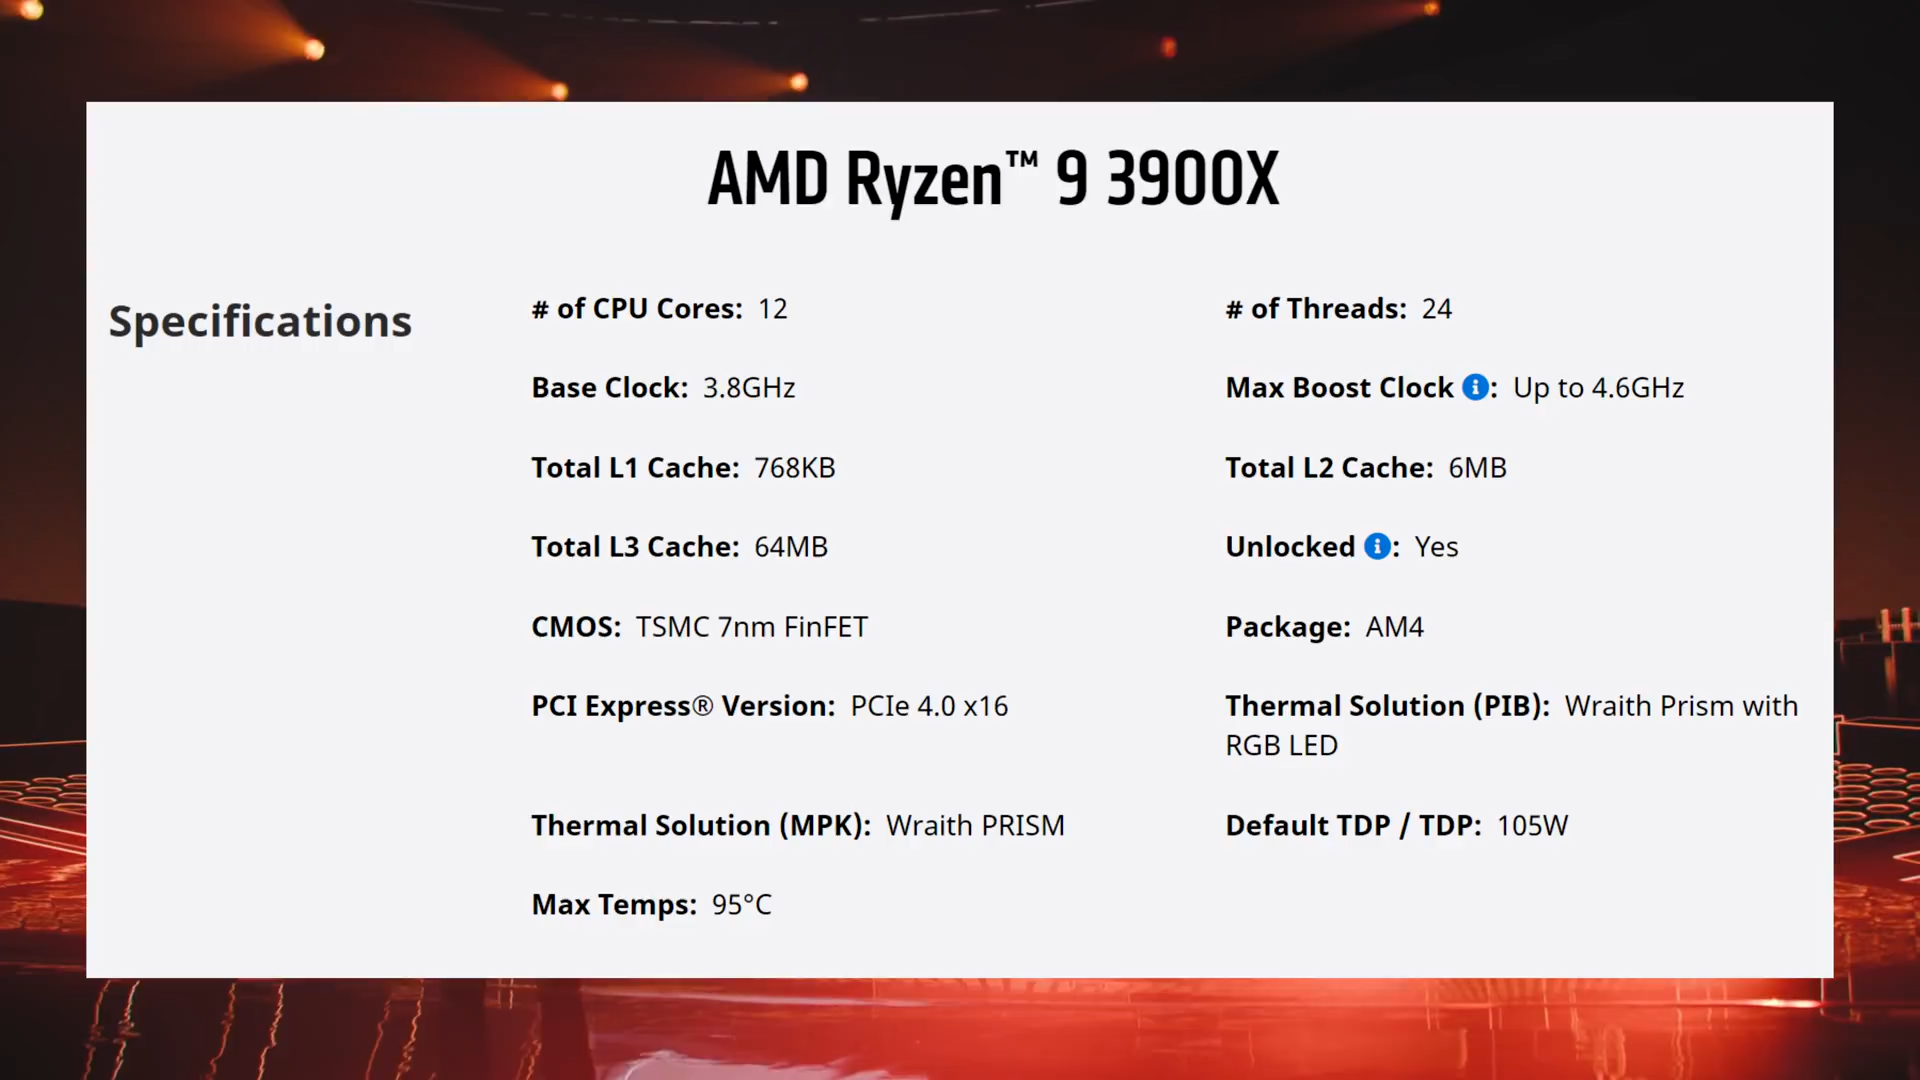 AMD Ryzen™ 9 3900X
Specifications
# of CPU Cores: 12
# of Threads: 24
Base Clock: 3.8GHz
Max Boost Clock : Up to 4.6GHz
Total L1 Cache: 768KB
Total L2 Cache: 6MB
Total L3 Cache: 64MB
Unlocked : Yes
CMOS: TSMC 7nm FinFET
Package: AM4
PCI Express® Version: PCIe 4.0 x16
Thermal Solution (PIB): Wraith Prism with
RGB LED
Thermal Solution (MPK): Wraith PRISM
Default TDP / TDP: 105W
Max Temps: 95°C